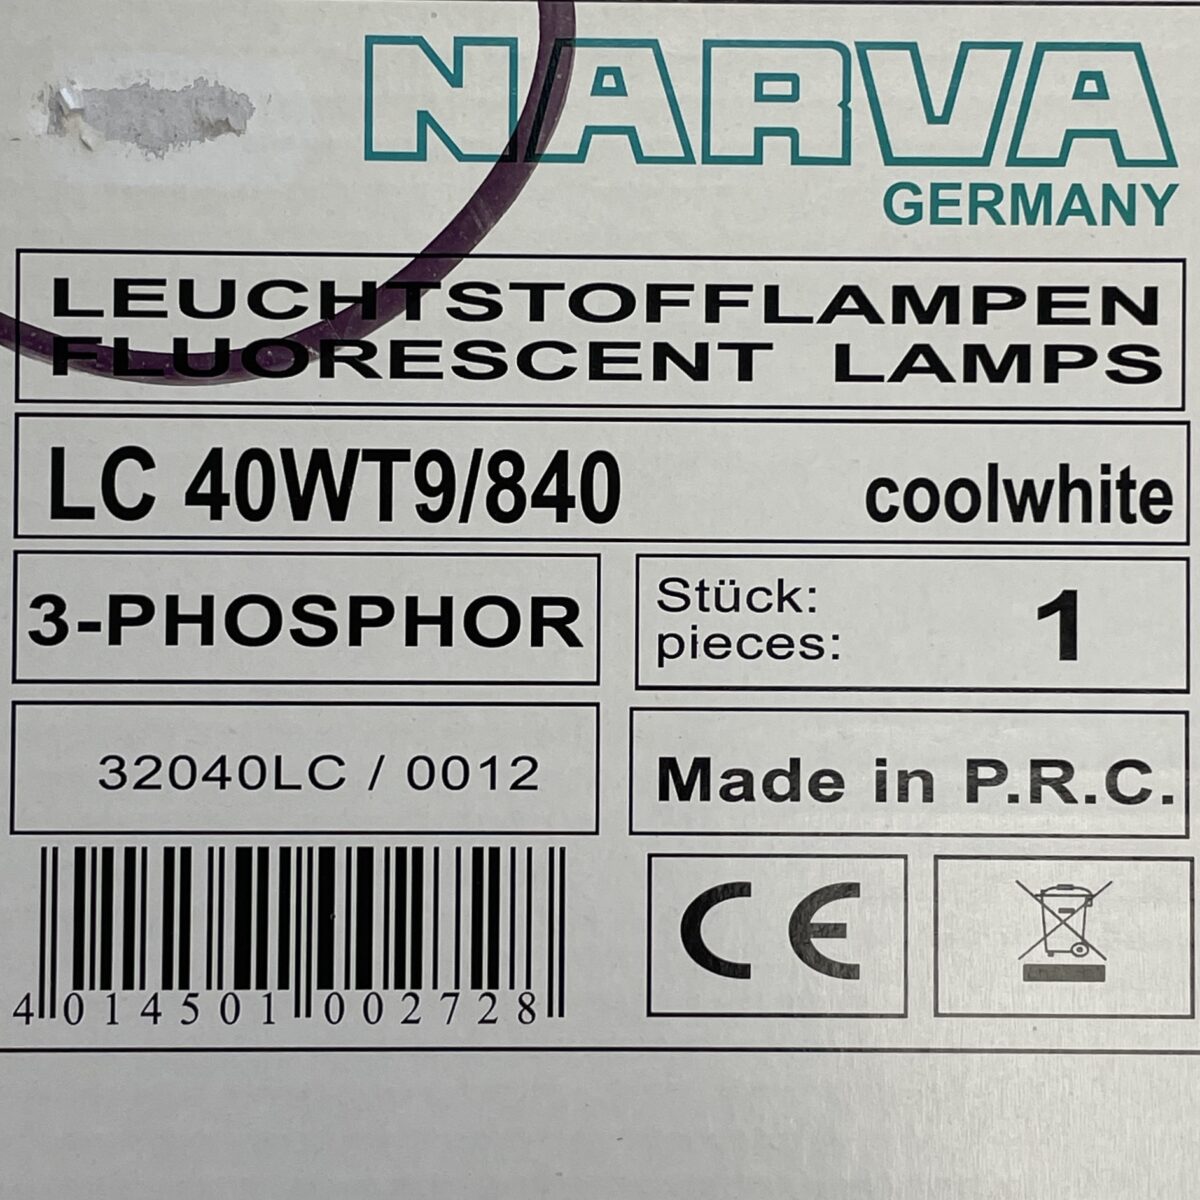 NARVA
GERMANY
LEUCHTSTOFFLAMPEN
FLUORESCENT LAMPS
LC 40WT9/840 coolwhite
3-PHOSPHOR
Stück:
pieces:
1
32040LC / 0012
Made in P.R.C.
4 014501 002728
CE